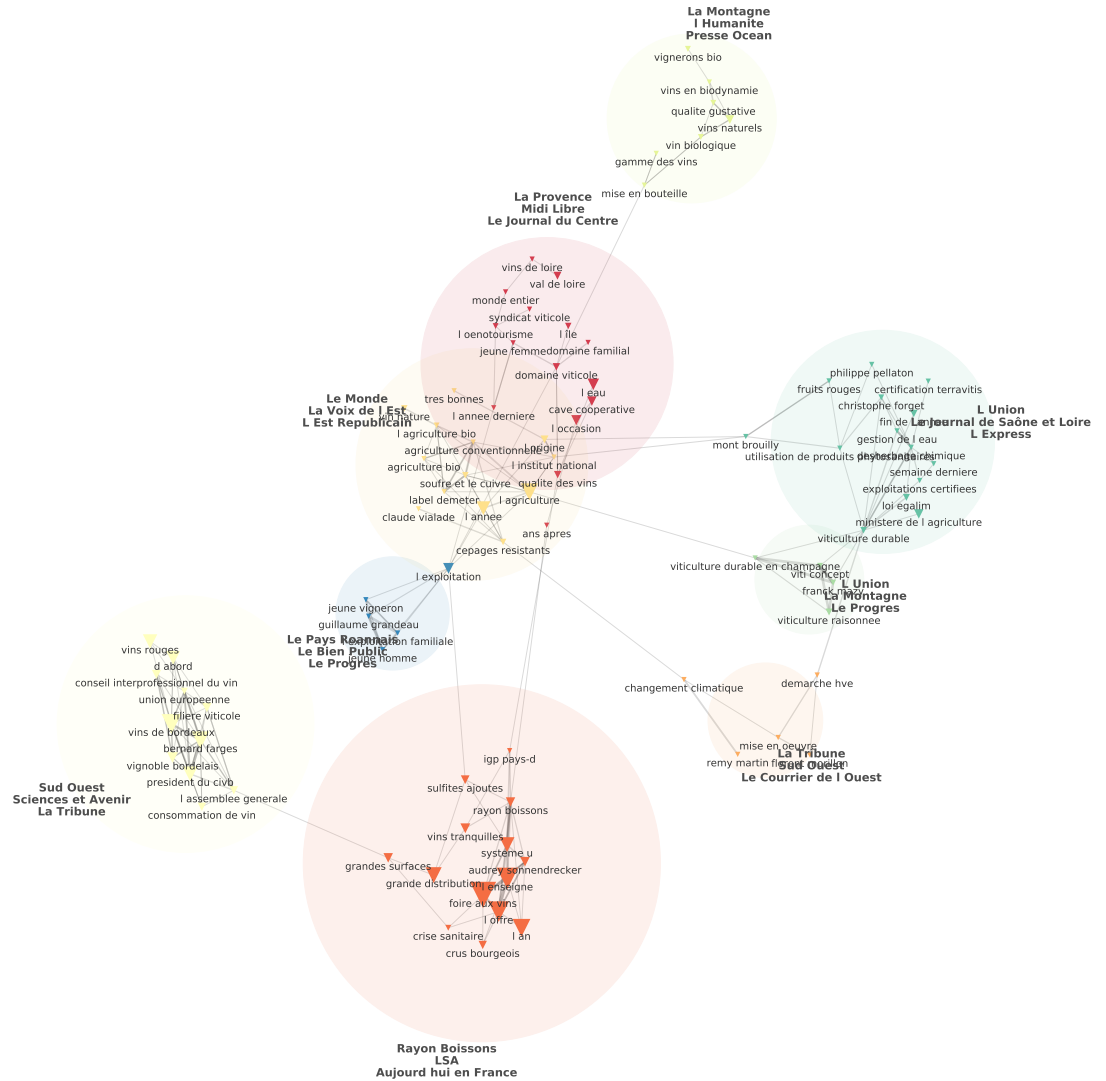 La Montagne
l Humanite
Presse Ocean
vignerons bio
vins en biodynamie
qualite gustative
vins naturels
vin biologique
gamme des vins
mise en bouteille
La Provence
Midi Libre
Le Journal du Centre
vins de loire
val de loire
monde entier
syndicat viticole
l oenotourisme
l île
jeune femme
domaine familial
domaine viticole
l eau
cave cooperative
l occasion
l annee derniere
l origine
l institut national
qualite des vins
ans apres
Le Monde
La Voix de l Est
L Est Republicain
tres bonnes
vin nature
l agriculture bio
agriculture conventionnelle
agriculture bio
soufre et le cuivre
label demeter
l agriculture
claude vialade
l annee
cepages resistants
philippe pellaton
fruits rouges
certification terravitis
christophe forget
L Union
Le Journal de Saône et Loire
L Express
gestion de l eau
mont brouilly
utilisation de produits phytosanitaires
desherbage chimique
semaine derniere
exploitations certifiees
loi egalim
ministere de l agriculture
viticulture durable
viticulture durable en champagne
viti concept
franck mazy
L Union
La Montagne
Le Progres
viticulture raisonnee
l exploitation
jeune vigneron
guillaume grandeau
l exploitation familiale
jeune homme
Le Pays Roannais
Le Bien Public
Le Progres
changement climatique
demarche hve
mise en oeuvre
remy martin
La Tribune
Sud Ouest
Le Courrier de l Ouest
vins rouges
d abord
conseil interprofessionnel du vin
union europeenne
filiere viticole
vins de bordeaux
bernard farges
vignoble bordelais
president du civb
l assemblee generale
consommation de vin
Sud Ouest
Sciences et Avenir
La Tribune
igp pays-d
sulfites ajoutes
rayon boissons
vins tranquilles
système u
grandes surfaces
audrey sonnendrecker
grande distribution
l enseigne
foire aux vins
l offre
crise sanitaire
l an
crus bourgeois
Rayon Boissons
LSA
Aujourd hui en France